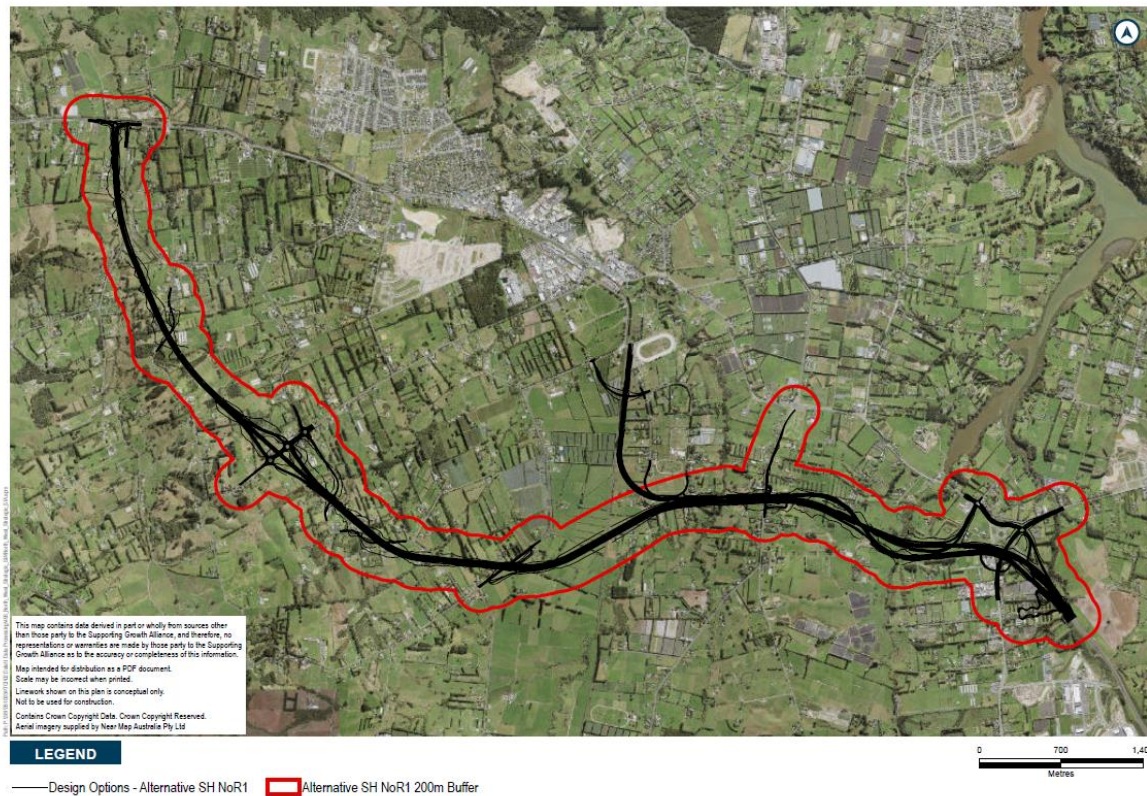 This map contains data derived in part or wholly from sources other
than those party to the Supporting Growth Alliance, and therefore, no
representations or warranties are made by those party to the Supporting
Growth Alliance as to the accuracy or completeness of this information.
Map intended for distribution as a PDF document.
Scale may be incorrect when printed.
Linework shown on this plan is conceptual only.
Not to be used for construction.
Contains Crown Copyright Data. Crown Copyright Reserved.
Aerial imagery supplied by Near Map Australia Pty Ltd
LEGEND
0 700 1,40
Metres
Design Options - Alternative SH NoR1 Alternative SH NoR1 200m Buffer